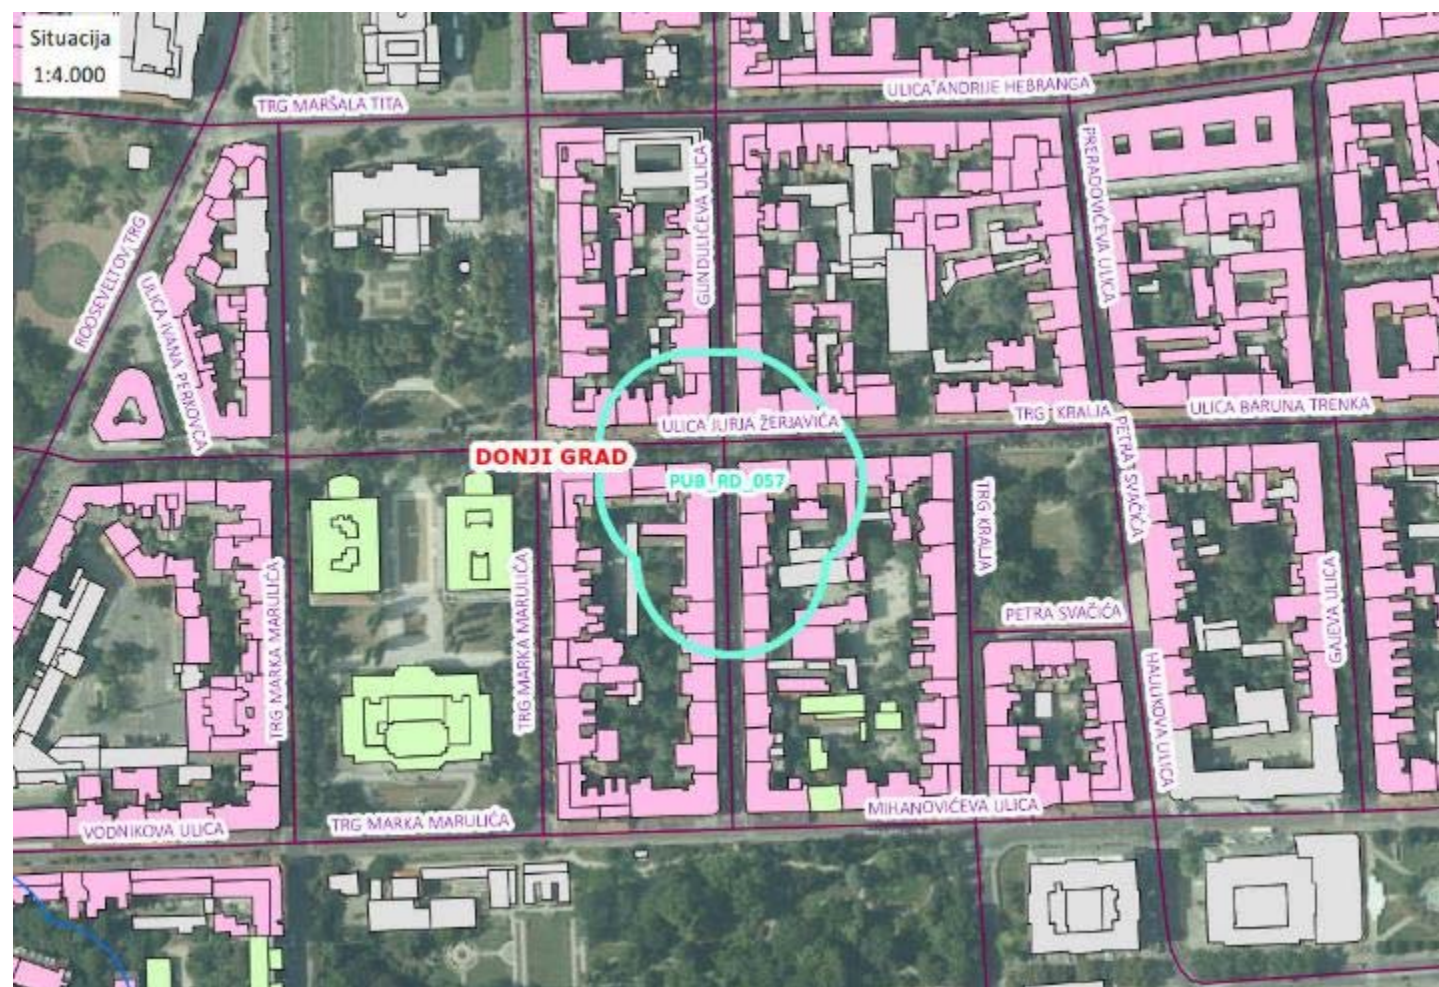 Situacija
1:4.000
TRG MARŠALA TITA
ULICA ANDRIJE HEBRANGA
PRERADOVIĆEVA ULICA
GUNDULIĆEVA ULICA
ROOSEVELTOV TRG
ULICA IVANA PERKOVCA
ULICA JURJA ŽERJAVIĆA
TRG KRALJA
PETRA SVAČIĆA
ULICA BARUNA TRENKA
DONJI GRAD
PUB_RD_057
TRG KRALJA
PETRA SVAČIĆA
TRG MARKA MARULIĆA
TRG MARKA MARULIĆA
GAJEVA ULICA
HAULIKOVA ULICA
MIHANOVIĆEVA ULICA
TRG MARKA MARULIĆA
VODNIKOVA ULICA